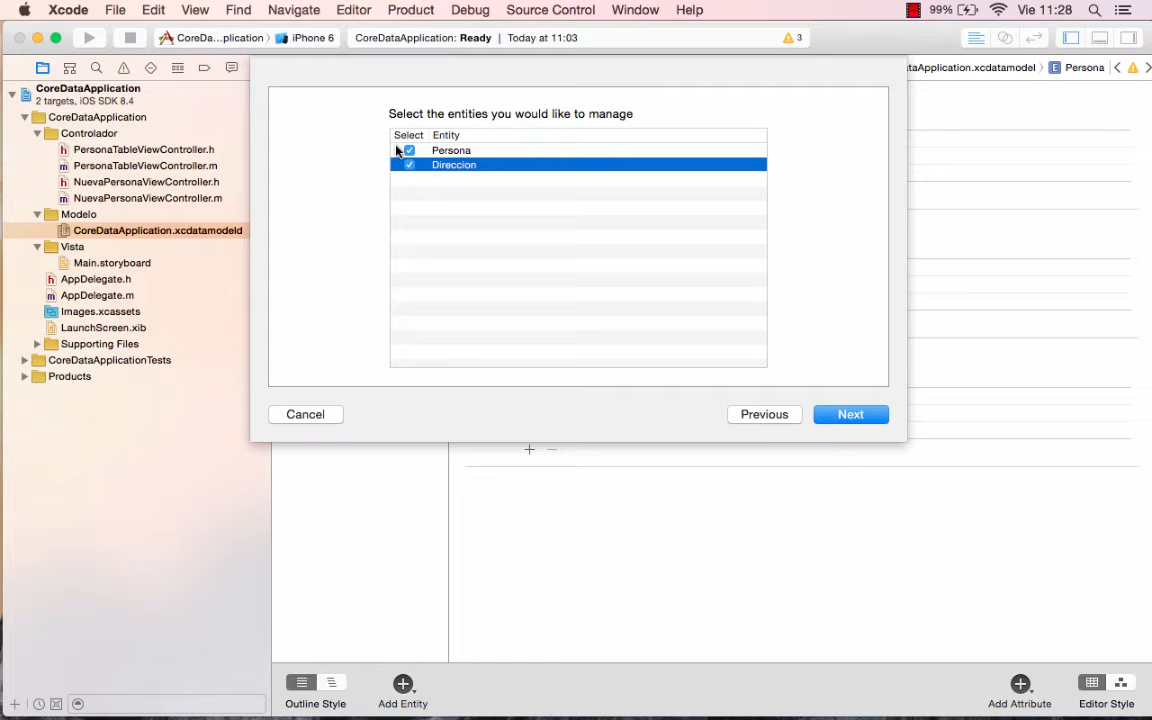 Xcode File Edit View Find Navigate Editor Product Debug Source Control Window Help 99% Vie 11:28
CoreDa...plication iPhone 6 CoreDataApplication: Ready | Today at 11:03 3
taApplication.xcdatamodel E Persona
CoreDataApplication
2 targets, iOS SDK 8.4
CoreDataApplication
Controlador
h PersonaTableViewController.h
m PersonaTableViewController.m
h NuevaPersonaViewController.h
m NuevaPersonaViewController.m
Modelo
CoreDataApplication.xcdatamodeld
Vista
Main.storyboard
h AppDelegate.h
m AppDelegate.m
Images.xcassets
LaunchScreen.xib
Supporting Files
CoreDataApplicationTests
Products
Select the entities you would like to manage
Select Entity
Persona
Direccion
Cancel Previous Next
Outline Style Add Entity Add Attribute Editor Style